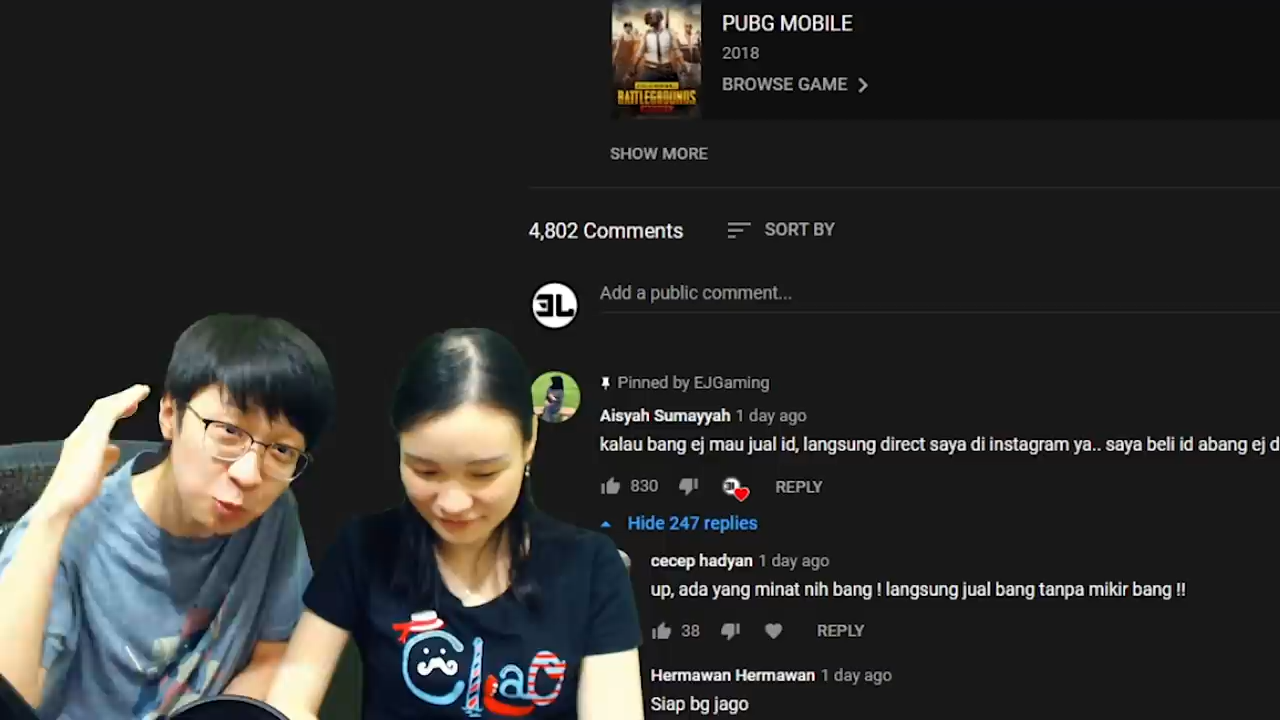 PUBG MOBILE
2018
BROWSE GAME
BATTLEGROUNDS
SHOW MORE
4,802 Comments
SORT BY
Add a public comment...
Pinned by EJGaming
Aisyah Sumayyah 1 day ago
kalau bang ej mau jual id, langsung direct saya di instagram ya.. saya beli id abang ej d
830
REPLY
Hide 247 replies
cecep hadyan 1 day ago
up, ada yang minat nih bang ! langsung jual bang tanpa mikir bang !!
38
REPLY
Hermawan Hermawan 1 day ago
Siap bg jago
Ciao